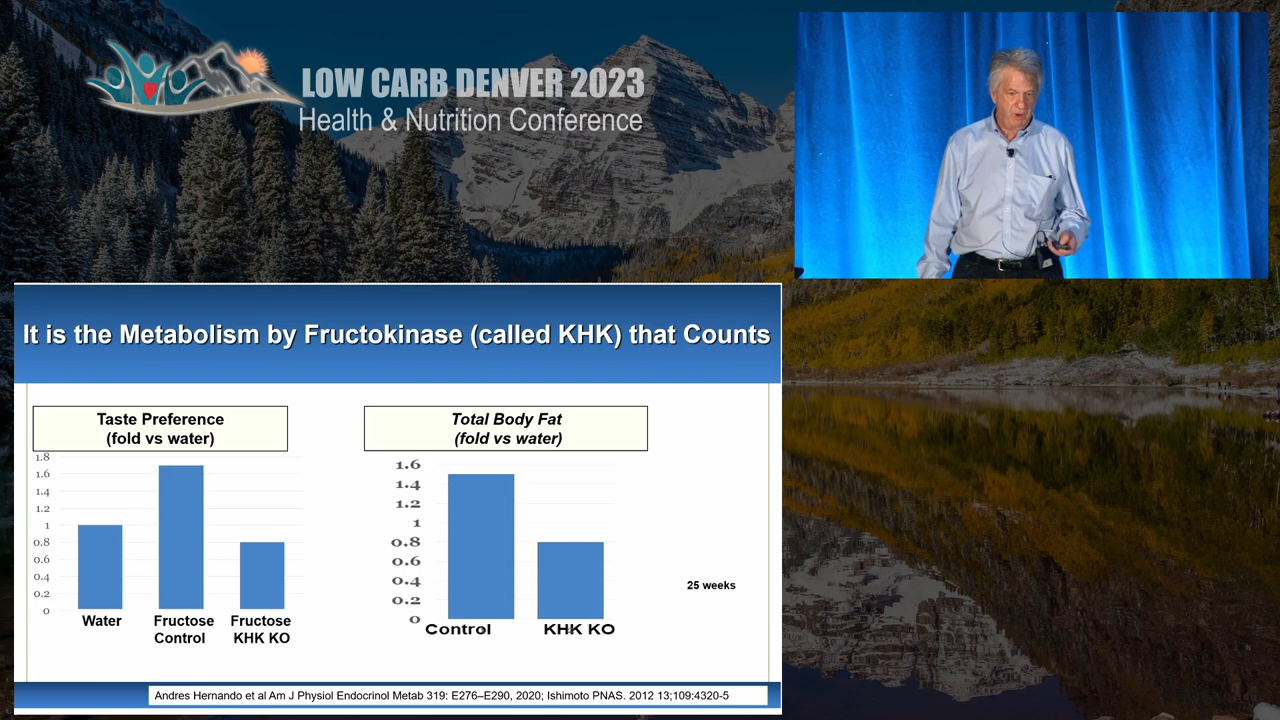 LOW CARB DENVER 2023
Health & Nutrition Conference
It is the Metabolism by Fructokinase (called KHK) that Counts
Taste Preference
(fold vs water)
1.8
1.6
1.4
1.2
1
0.8
0.6
0.4
0.2
0
Water
Fructose
Control
Fructose
KHK KO
Total Body Fat
(fold vs water)
1.6
1.4
1.2
1
0.8
0.6
0.4
0.2
0
Control
KHK KO
25 weeks
Andres Hernando et al Am J Physiol Endocrinol Metab 319: E276–E290, 2020; Ishimoto PNAS. 2012 13;109:4320-5